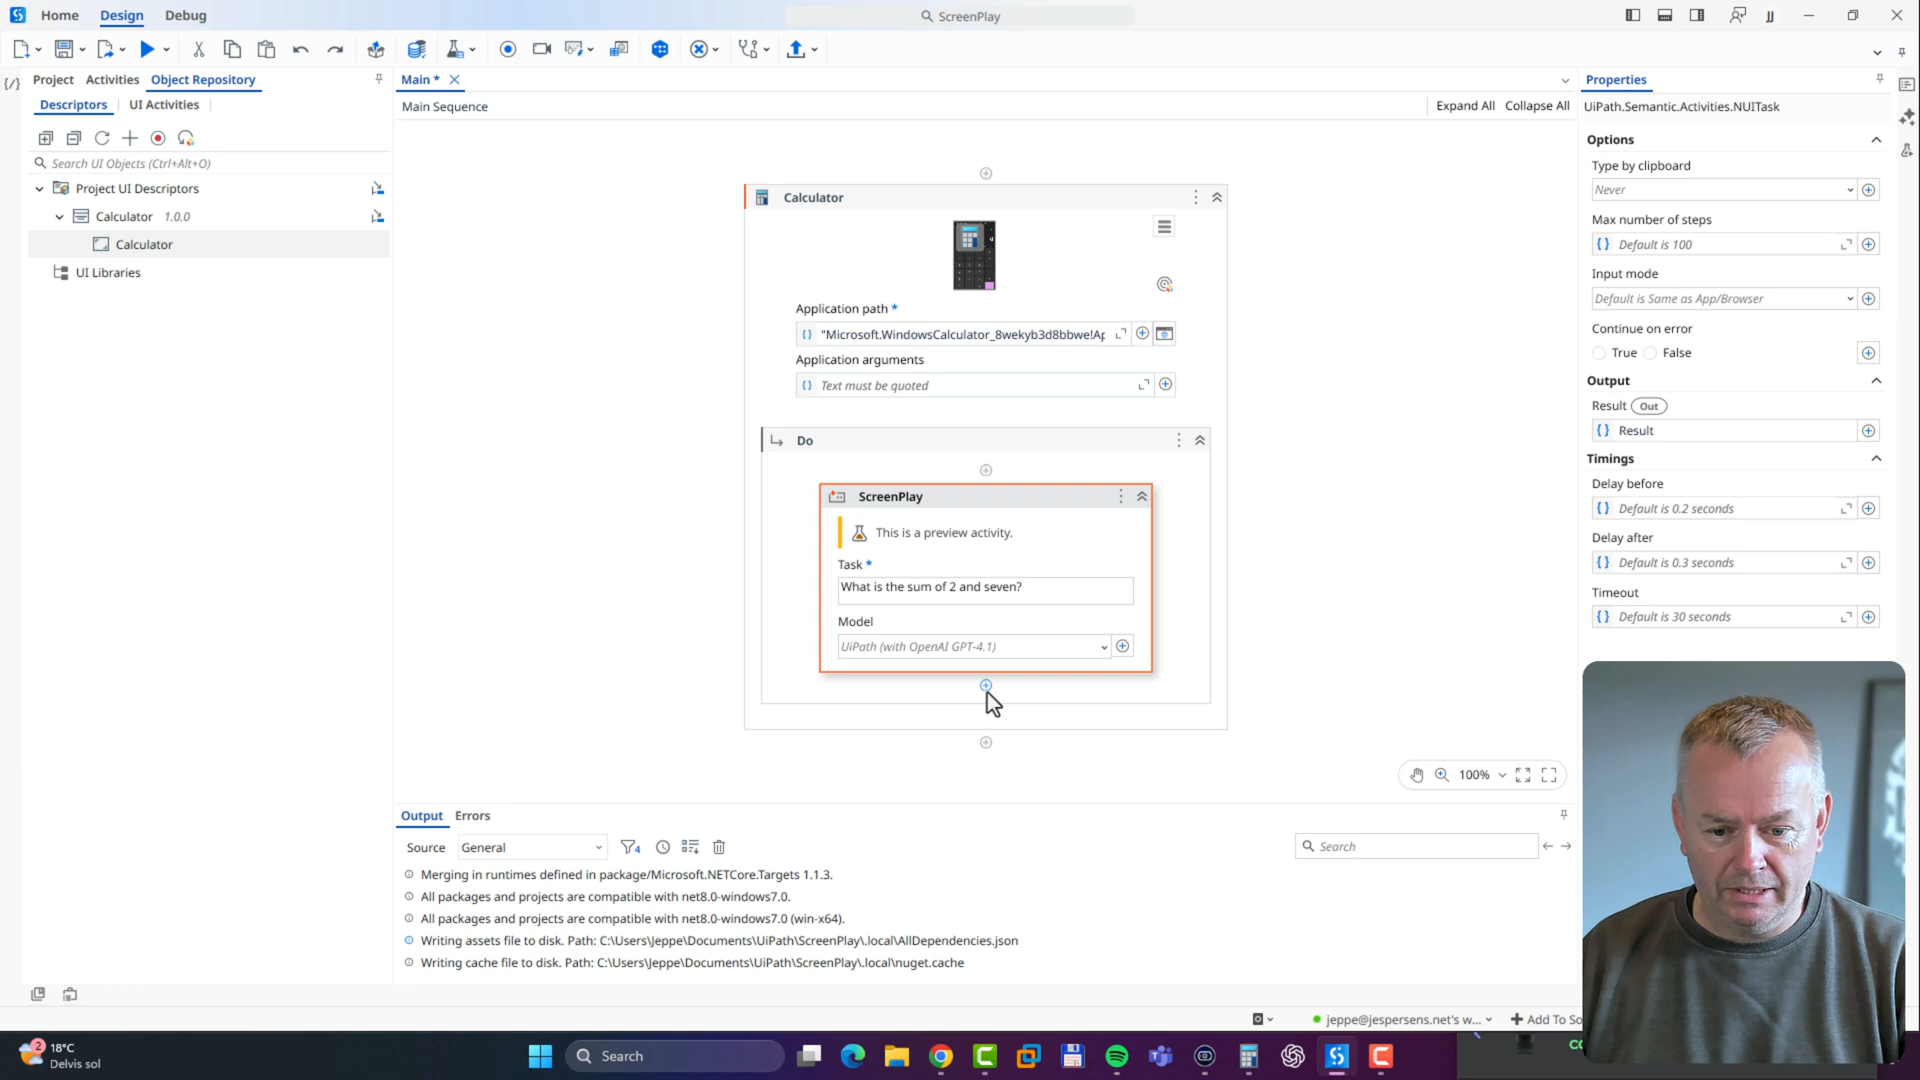 Home
Design
Debug
ScreenPlay
JJ
Project
Activities
Object Repository
Main *
Properties
Descriptors
UI Activities
Main Sequence
Expand All
Collapse All
UiPath.Semantic.Activities.NUITask
Search UI Objects (Ctrl+Alt+O)
Project UI Descriptors
Calculator 1.0.0
Calculator
UI Libraries
Calculator
Application path *
"Microsoft.WindowsCalculator_8wekyb3d8bbwe!Ap
Application arguments
Text must be quoted
Do
ScreenPlay
This is a preview activity.
Task *
What is the sum of 2 and seven?
Model
UiPath (with OpenAI GPT-4.1)
Options
Type by clipboard
Never
Max number of steps
Default is 100
Input mode
Default is Same as App/Browser
Continue on error
True
False
Output
Result Out
Result
Timings
Delay before
Default is 0.2 seconds
Delay after
Default is 0.3 seconds
Timeout
Default is 30 seconds
100%
Output
Errors
Source
General
4
Search
Merging in runtimes defined in package/Microsoft.NETCore.Targets 1.1.3.
All packages and projects are compatible with net8.0-windows7.0.
All packages and projects are compatible with net8.0-windows7.0 (win-x64).
Writing assets file to disk. Path: C:\Users\Jeppe\Documents\UiPath\ScreenPlay\.local\AllDependencies.json
Writing cache file to disk. Path: C:\Users\Jeppe\Documents\UiPath\ScreenPlay\.local\nuget.cache
jeppe@jespersens.net's w...
Add To So
2
18°C
Delvis sol
Search